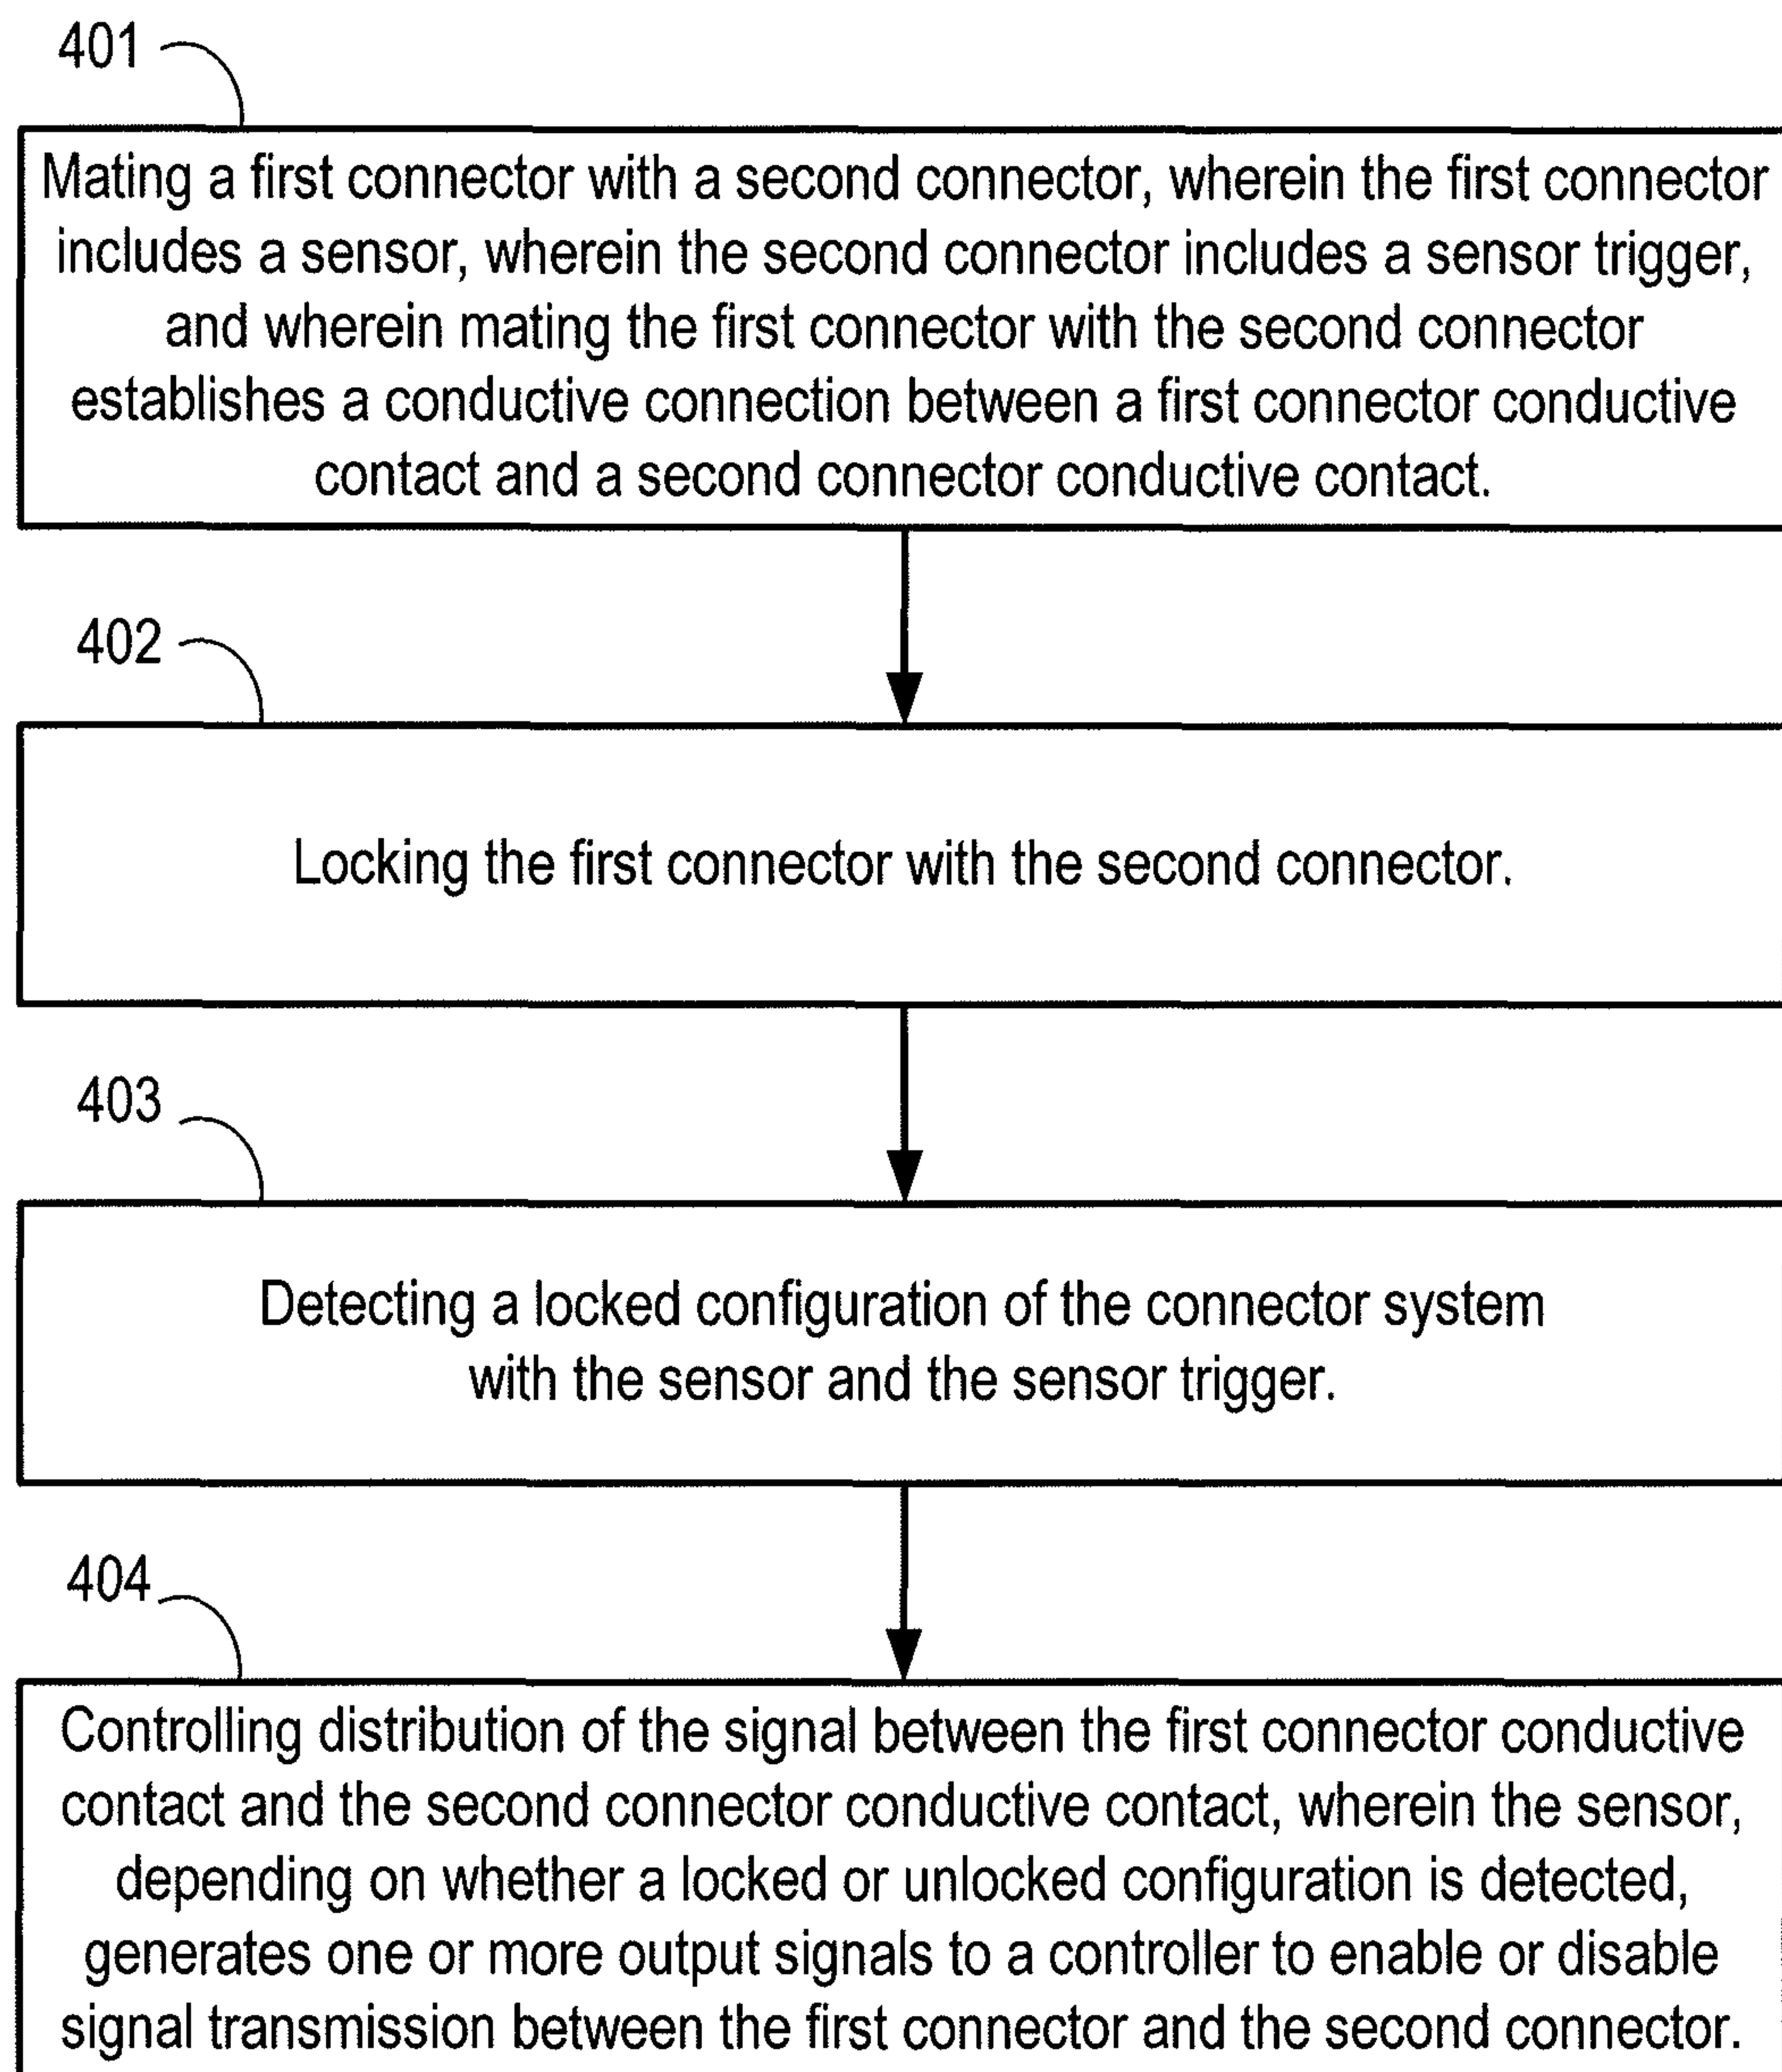 401
Mating a first connector with a second connector, wherein the first connector
includes a sensor, wherein the second connector includes a sensor trigger,
and wherein mating the first connector with the second connector
establishes a conductive connection between a first connector conductive
contact and a second connector conductive contact.
402
Locking the first connector with the second connector.
403
Detecting a locked configuration of the connector system
with the sensor and the sensor trigger.
404
Controlling distribution of the signal between the first connector conductive
contact and the second connector conductive contact, wherein the sensor,
depending on whether a locked or unlocked configuration is detected,
generates one or more output signals to a controller to enable or disable
signal transmission between the first connector and the second connector.